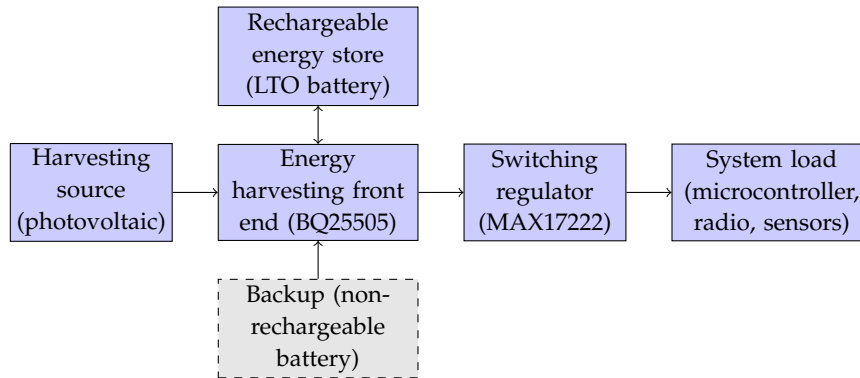 Rechargeable
energy store
(LTO battery)
Harvesting
source
(photovoltaic)
Energy
harvesting front
end (BQ25505)
Switching
regulator
(MAX17222)
System load
(microcontroller,
radio, sensors)
Backup (non-
rechargeable
battery)